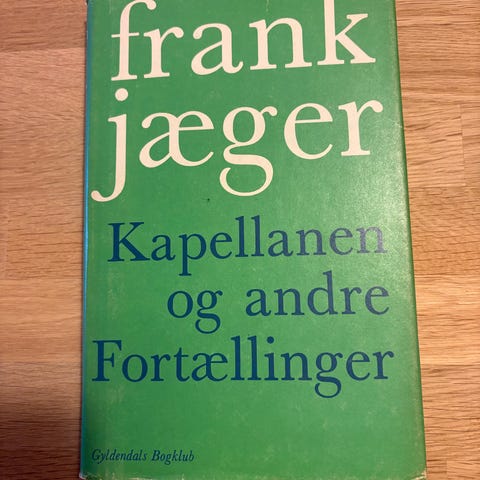 frank
jæger
Kapellanen
og andre
Fortællinger
Gyldendals Bogklub